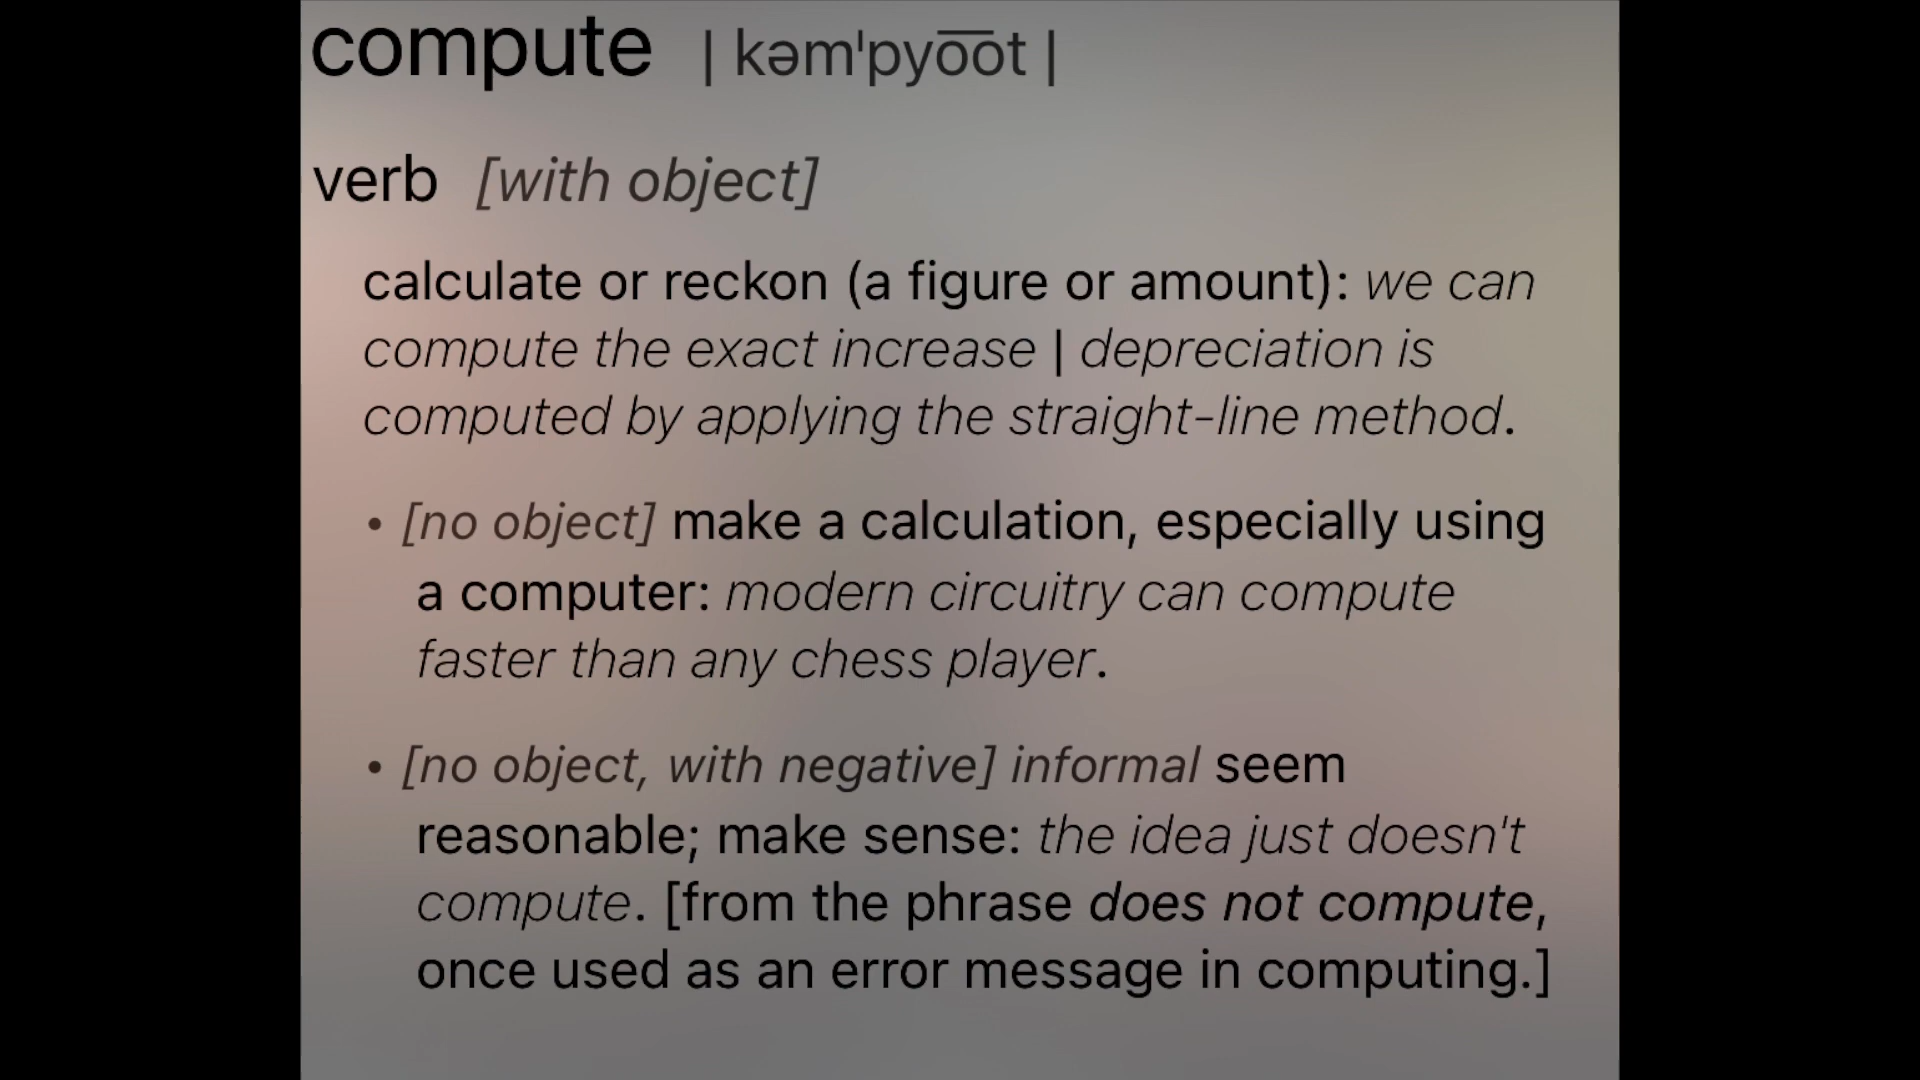 compute | kəm'pyo͞ot |
verb [with object]
calculate or reckon (a figure or amount): we can
compute the exact increase | depreciation is
computed by applying the straight-line method.
• [no object] make a calculation, especially using
a computer: modern circuitry can compute
faster than any chess player.
• [no object, with negative] informal seem
reasonable; make sense: the idea just doesn't
compute. [from the phrase does not compute,
once used as an error message in computing.]